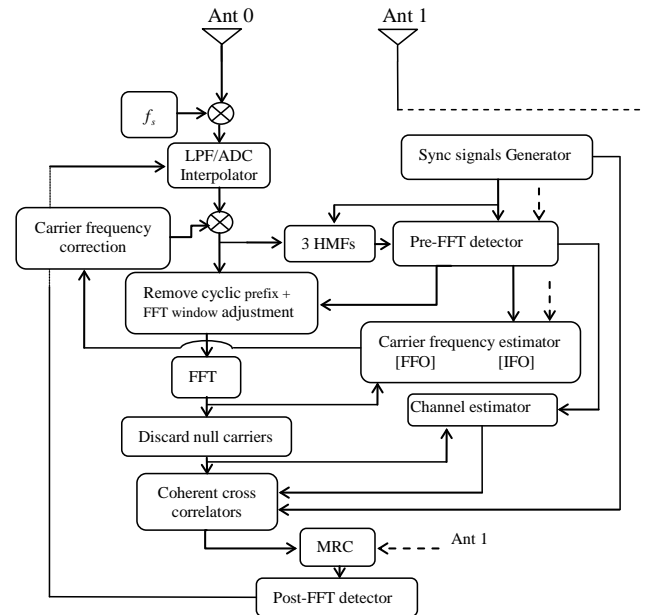 Ant 0
Ant 1
fs
LPF/ADC
Interpolator
Sync signals Generator
Carrier frequency
correction
3 HMFs
Pre-FFT detector
Remove cyclic prefix +
FFT window adjustment
Carrier frequency estimator
[FFO] [IFO]
FFT
Channel estimator
Discard null carriers
Coherent cross
correlators
MRC
Ant 1
Post-FFT detector